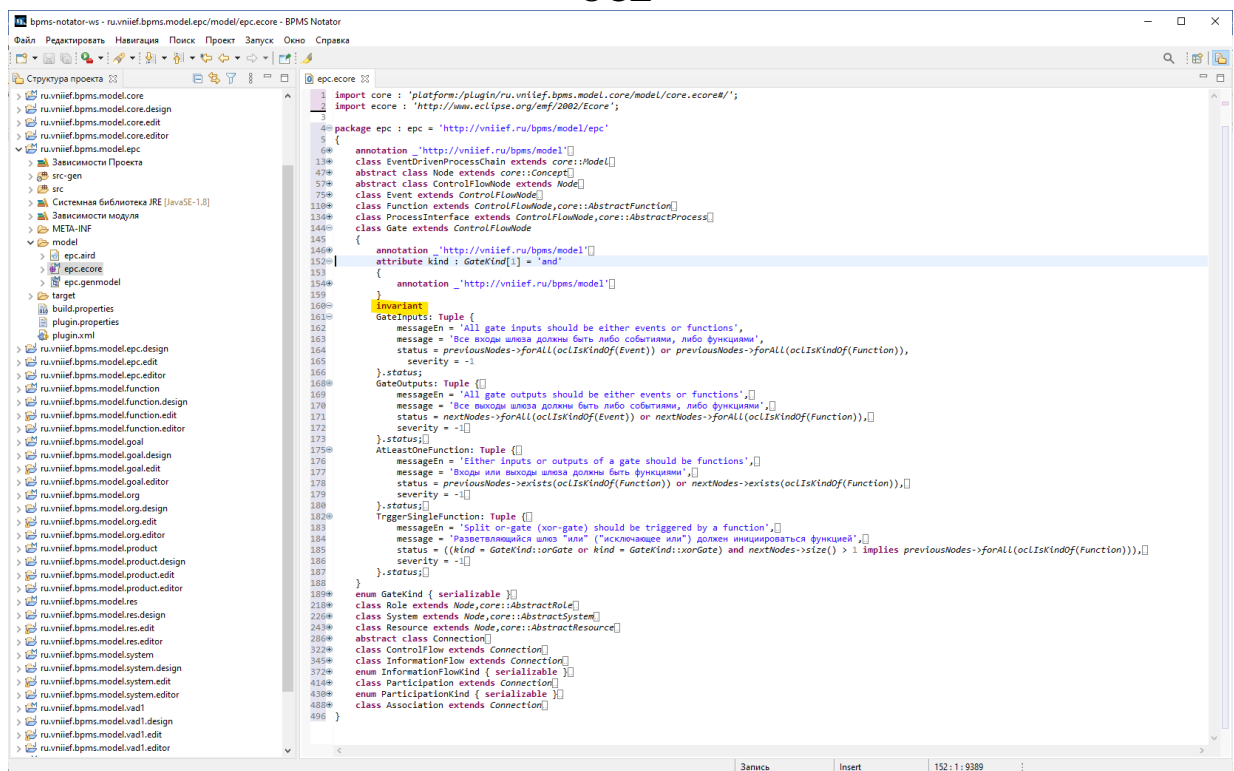 bpms-notator-ws - ru.vniief.bpms.model.epc/model/epc.ecore - BPMS Notator
Файл Редактировать Навигация Поиск Проект Запуск Окно Справка
Структура проекта
epc.ecore
ru.vniief.bpms.model.core
ru.vniief.bpms.model.core.design
ru.vniief.bpms.model.core.edit
ru.vniief.bpms.model.core.editor
ru.vniief.bpms.model.epc
Зависимости Проекта
src-gen
src
Системная библиотека JRE [JavaSE-1.8]
Зависимости модуля
META-INF
model
epc.aird
epc.ecore
epc.genmodel
target
build.properties
plugin.properties
plugin.xml
ru.vniief.bpms.model.epc.design
ru.vniief.bpms.model.epc.edit
ru.vniief.bpms.model.epc.editor
ru.vniief.bpms.model.function
ru.vniief.bpms.model.function.design
ru.vniief.bpms.model.function.edit
ru.vniief.bpms.model.function.editor
ru.vniief.bpms.model.goal
ru.vniief.bpms.model.goal.design
ru.vniief.bpms.model.goal.edit
ru.vniief.bpms.model.goal.editor
ru.vniief.bpms.model.org
ru.vniief.bpms.model.org.design
ru.vniief.bpms.model.org.edit
ru.vniief.bpms.model.org.editor
ru.vniief.bpms.model.product
ru.vniief.bpms.model.product.design
ru.vniief.bpms.model.product.edit
ru.vniief.bpms.model.product.editor
ru.vniief.bpms.model.res
ru.vniief.bpms.model.res.design
ru.vniief.bpms.model.res.edit
ru.vniief.bpms.model.res.editor
ru.vniief.bpms.model.system
ru.vniief.bpms.model.system.design
ru.vniief.bpms.model.system.edit
ru.vniief.bpms.model.system.editor
ru.vniief.bpms.model.vad1
ru.vniief.bpms.model.vad1.design
ru.vniief.bpms.model.vad1.edit
ru.vniief.bpms.model.vad1.editor
1 import core : 'platform:/plugin/ru.vniief.bpms.model.core/model/core.ecore#/';
2 import ecore : 'http://www.eclipse.org/emf/2002/Ecore';
3
4 package epc : epc = 'http://vniief.ru/bpms/model/epc'
5 {
6 annotation _'http://vniief.ru/bpms/model'
13 class EventDrivenProcessChain extends core::Model
47 abstract class Node extends core::Concept
57 abstract class ControlFlowNode extends Node
75 class Event extends ControlFlowNode
110 class Function extends ControlFlowNode,core::AbstractFunction
134 class ProcessInterface extends ControlFlowNode,core::AbstractProcess
144 class Gate extends ControlFlowNode
145 {
146 annotation _'http://vniief.ru/bpms/model'
152 attribute kind : GateKind[1] = 'and'
153 {
154 annotation _'http://vniief.ru/bpms/model'
159 }
160 invariant
161 GateInputs: Tuple {
162 messageEn = 'All gate inputs should be either events or functions',
163 message = 'Все входы шлюза должны быть либо событиями, либо функциями',
164 status = previousNodes->forAll(oclIsKindOf(Event)) or previousNodes->forAll(oclIsKindOf(Function)),
165 severity = -1
166 }.status;
168 GateOutputs: Tuple {
169 messageEn = 'All gate outputs should be either events or functions',
170 message = 'Все выходы шлюза должны быть либо событиями, либо функциями',
171 status = nextNodes->forAll(oclIsKindOf(Event)) or nextNodes->forAll(oclIsKindOf(Function)),
172 severity = -1
173 }.status;
175 AtLeastOneFunction: Tuple {
176 messageEn = 'Either inputs or outputs of a gate should be functions',
177 message = 'Входы или выходы шлюза должны быть функциями',
178 status = previousNodes->exists(oclIsKindOf(Function)) or nextNodes->exists(oclIsKindOf(Function)),
179 severity = -1
180 }.status;
182 TrggerSingleFunction: Tuple {
183 messageEn = 'Split or-gate (xor-gate) should be triggered by a function',
184 message = 'Разветвляющийся шлюз "или" ("исключающее или") должен инициироваться функцией',
185 status = ((kind = GateKind::orGate or kind = GateKind::xorGate) and nextNodes->size() > 1 implies previousNodes->forAll(oclIsKindOf(Function))),
186 severity = -1
187 }.status;
188 }
189 enum GateKind { serializable }
218 class Role extends Node,core::AbstractRole
226 class System extends Node,core::AbstractSystem
243 class Resource extends Node,core::AbstractResource
286 abstract class Connection
322 class ControlFlow extends Connection
345 class InformationFlow extends Connection
372 enum InformationFlowKind { serializable }
414 class Participation extends Connection
430 enum ParticipationKind { serializable }
488 class Association extends Connection
496 }
Запись Insert 152 : 1 : 9389